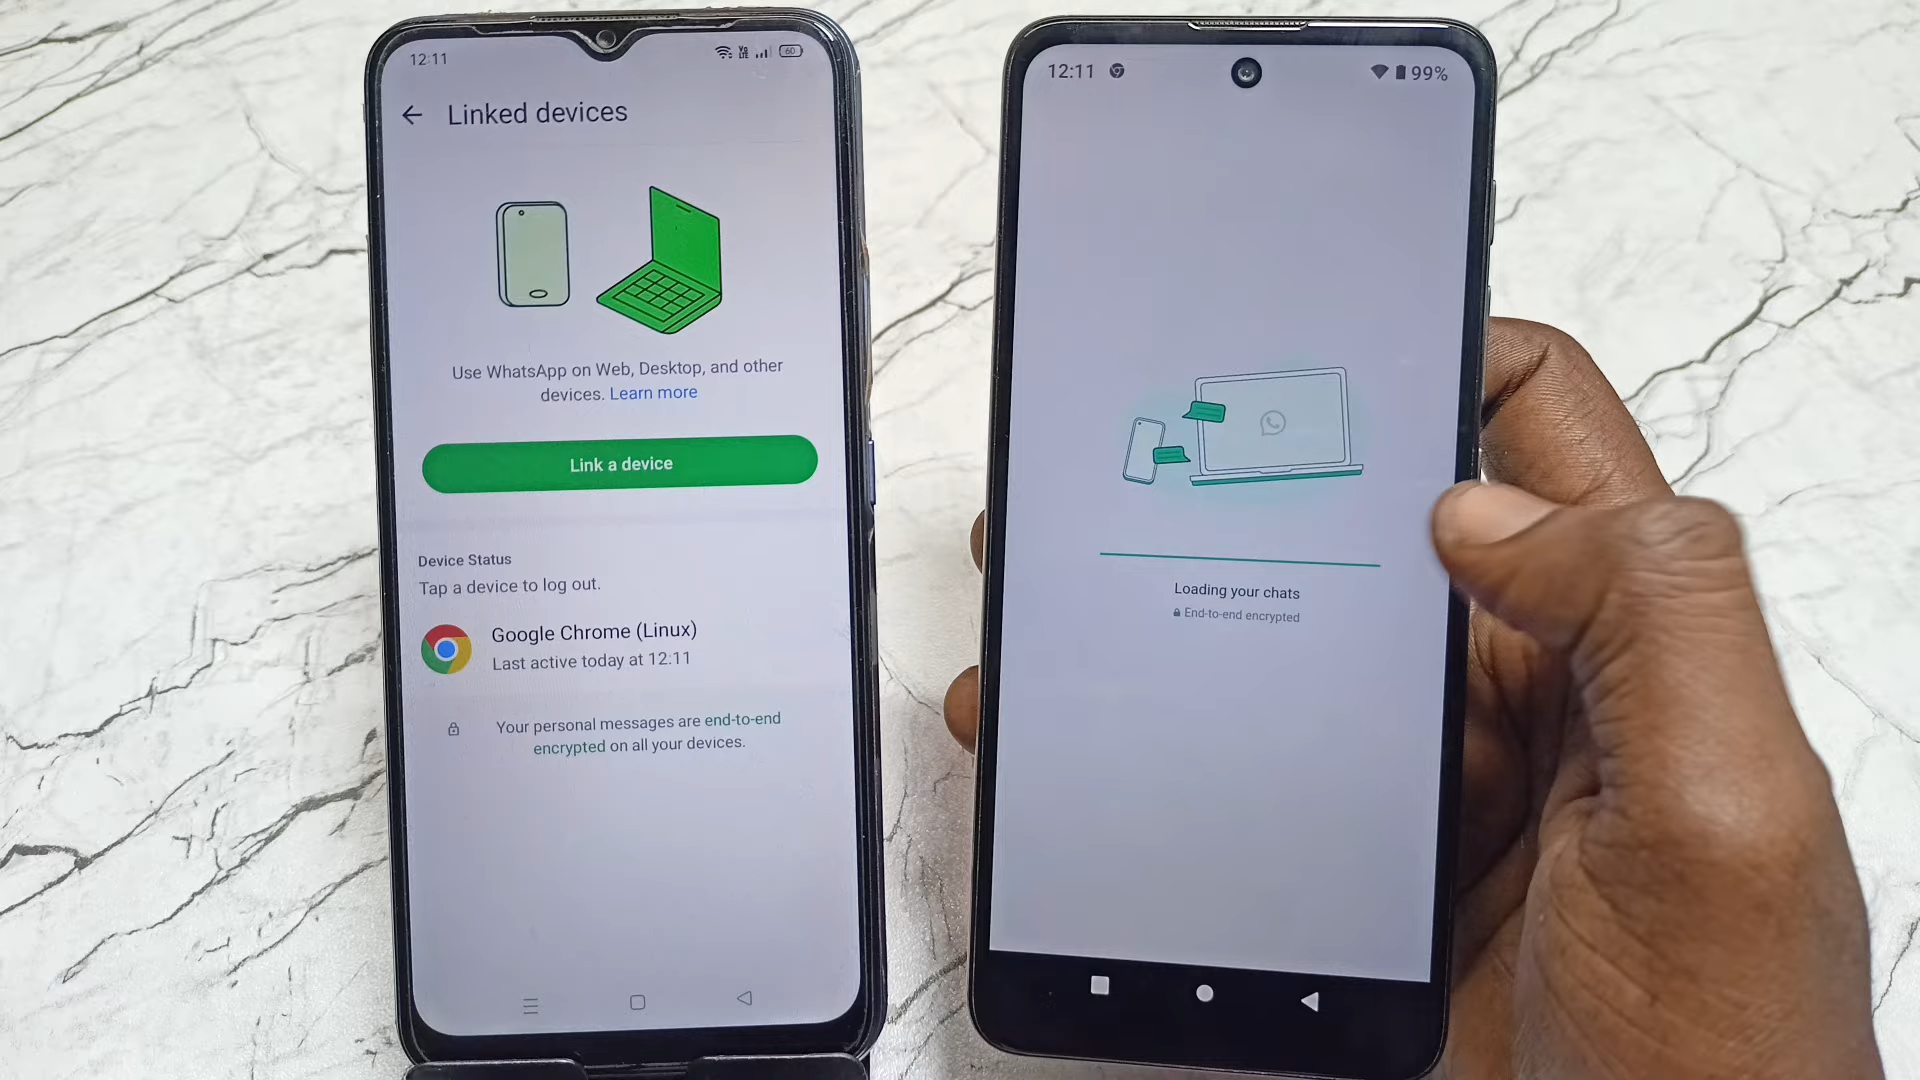 12:11
60
Linked devices
Use WhatsApp on Web, Desktop, and other
devices. Learn more
Link a device
Device Status
Tap a device to log out.
Google Chrome (Linux)
Last active today at 12:11
Your personal messages are end-to-end
encrypted on all your devices.
12:11
99%
Loading your chats
End-to-end encrypted